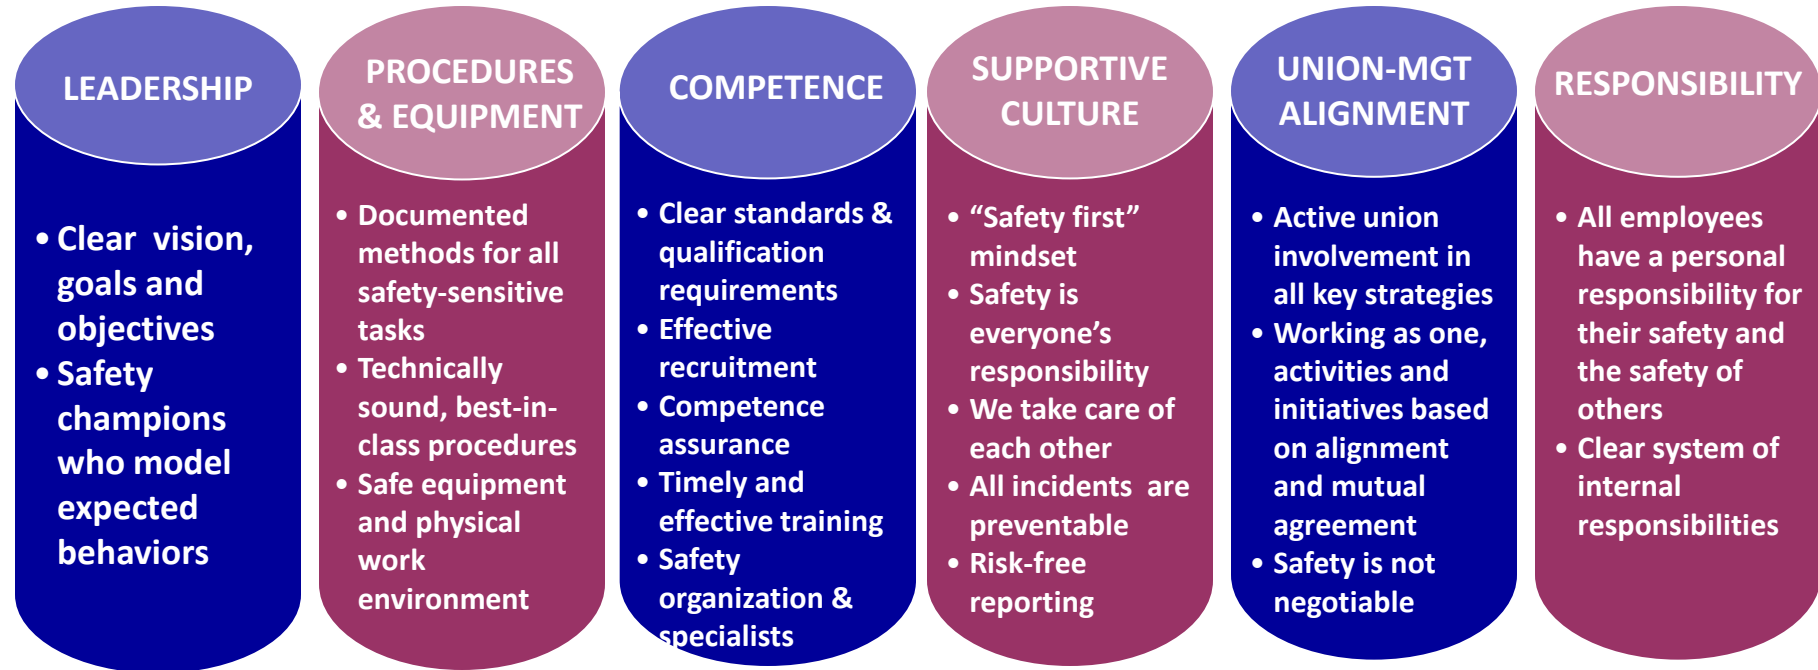 LEADERSHIP
• Clear  vision,
goals and
objectives
• Safety
champions
who model
expected
behaviors
PROCEDURES
& EQUIPMENT
• Documented
methods for all
safety-sensitive
tasks
• Technically
sound, best-in-
class procedures
• Safe equipment
and physical
work
environment
COMPETENCE
• Clear standards &
qualification
requirements
• Effective
recruitment
• Competence
assurance
• Timely and
effective training
• Safety
organization &
specialists
SUPPORTIVE
CULTURE
• “Safety first”
mindset
• Safety is
everyone’s
responsibility
• We take care of
each other
• All incidents  are
preventable
• Risk-free
reporting
UNION-MGT
ALIGNMENT
• Active union
involvement in
all key strategies
• Working as one,
activities and
initiatives based
on alignment
and mutual
agreement
• Safety is not
negotiable
RESPONSIBILITY
• All employees
have a personal
responsibility for
their safety and
the safety of
others
• Clear system of
internal
responsibilities